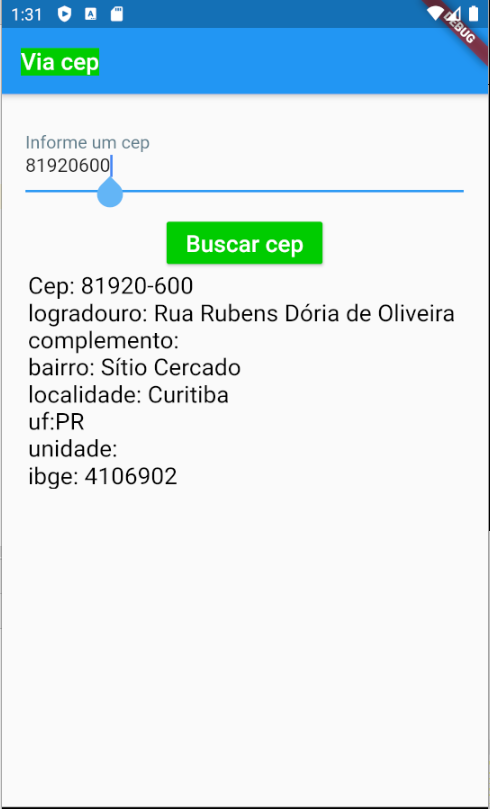 1:31
DEBUG
Via cep
Informe um cep
81920600
Buscar cep
Cep: 81920-600
logradouro: Rua Rubens Dória de Oliveira
complemento:
bairro: Sítio Cercado
localidade: Curitiba
uf:PR
unidade:
ibge: 4106902